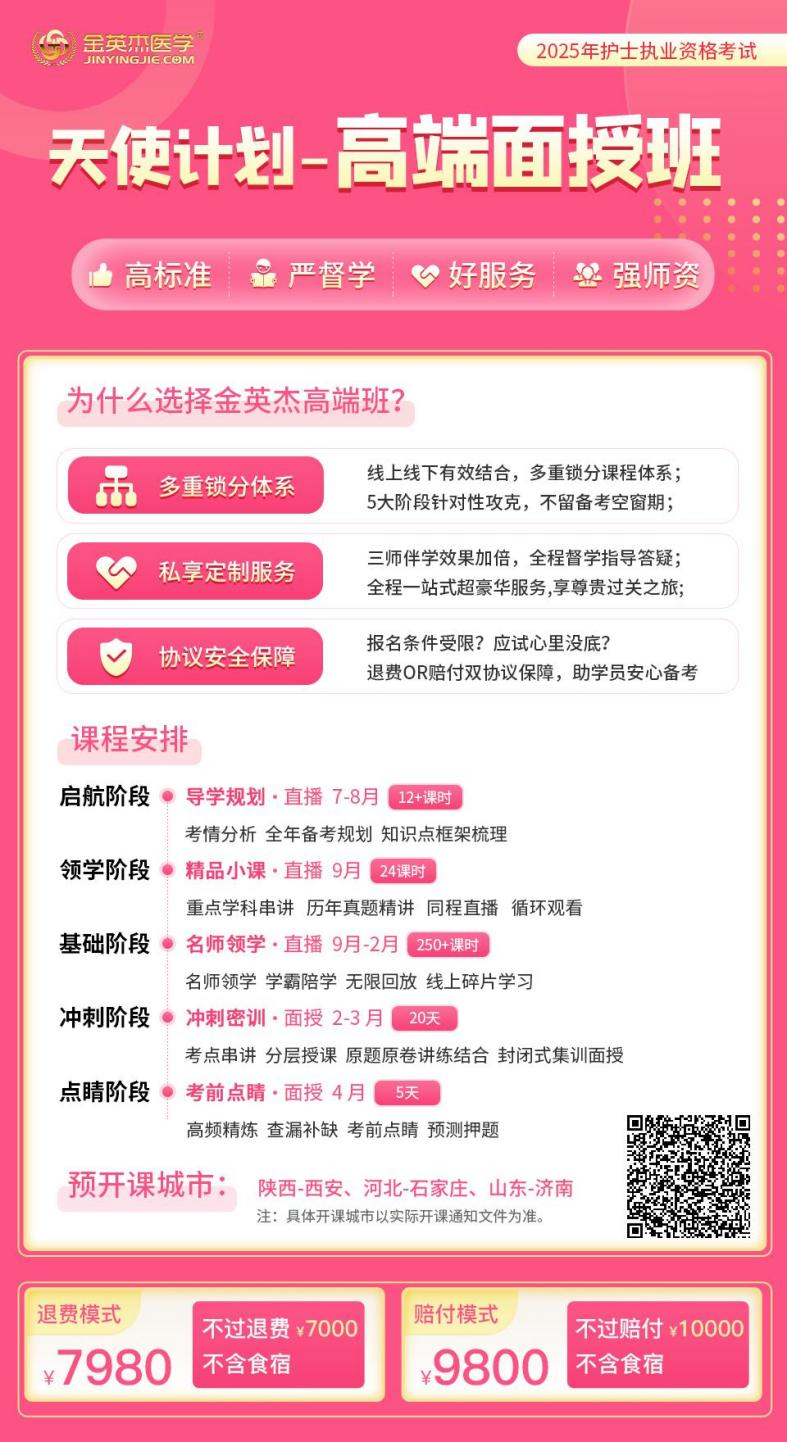 金英杰医学
JINYINGJIE.COM
2025年护士执业资格考试
天使计划-高端面授班
高标准 严督学 好服务 强师资
为什么选择金英杰高端班？
多重锁分体系
线上线下有效结合，多重锁分课程体系；
5大阶段针对性攻克，不留备考空窗期；
私享定制服务
三师伴学效果加倍，全程督学指导答疑；
全程一站式超豪华服务,享尊贵过关之旅;
协议安全保障
报名条件受限？应试心里没底？
退费OR赔付双协议保障，助学员安心备考
课程安排
启航阶段 导学规划·直播 7-8月 12+课时
考情分析 全年备考规划 知识点框架梳理
领学阶段 精品小课·直播 9月 24课时
重点学科串讲 历年真题精讲 同程直播 循环观看
基础阶段 名师领学·直播 9月-2月 250+课时
名师领学 学霸陪学 无限回放 线上碎片学习
冲刺阶段 冲刺密训·面授 2-3月 20天
考点串讲 分层授课 原题原卷讲练结合 封闭式集训面授
点睛阶段 考前点睛·面授 4月 5天
高频精炼 查漏补缺 考前点睛 预测押题
预开课城市： 陕西-西安、河北-石家庄、山东-济南
注：具体开课城市以实际开课通知文件为准。
退费模式
¥7980
不过退费 ¥7000
不含食宿
赔付模式
¥9800
不过赔付 ¥10000
不含食宿